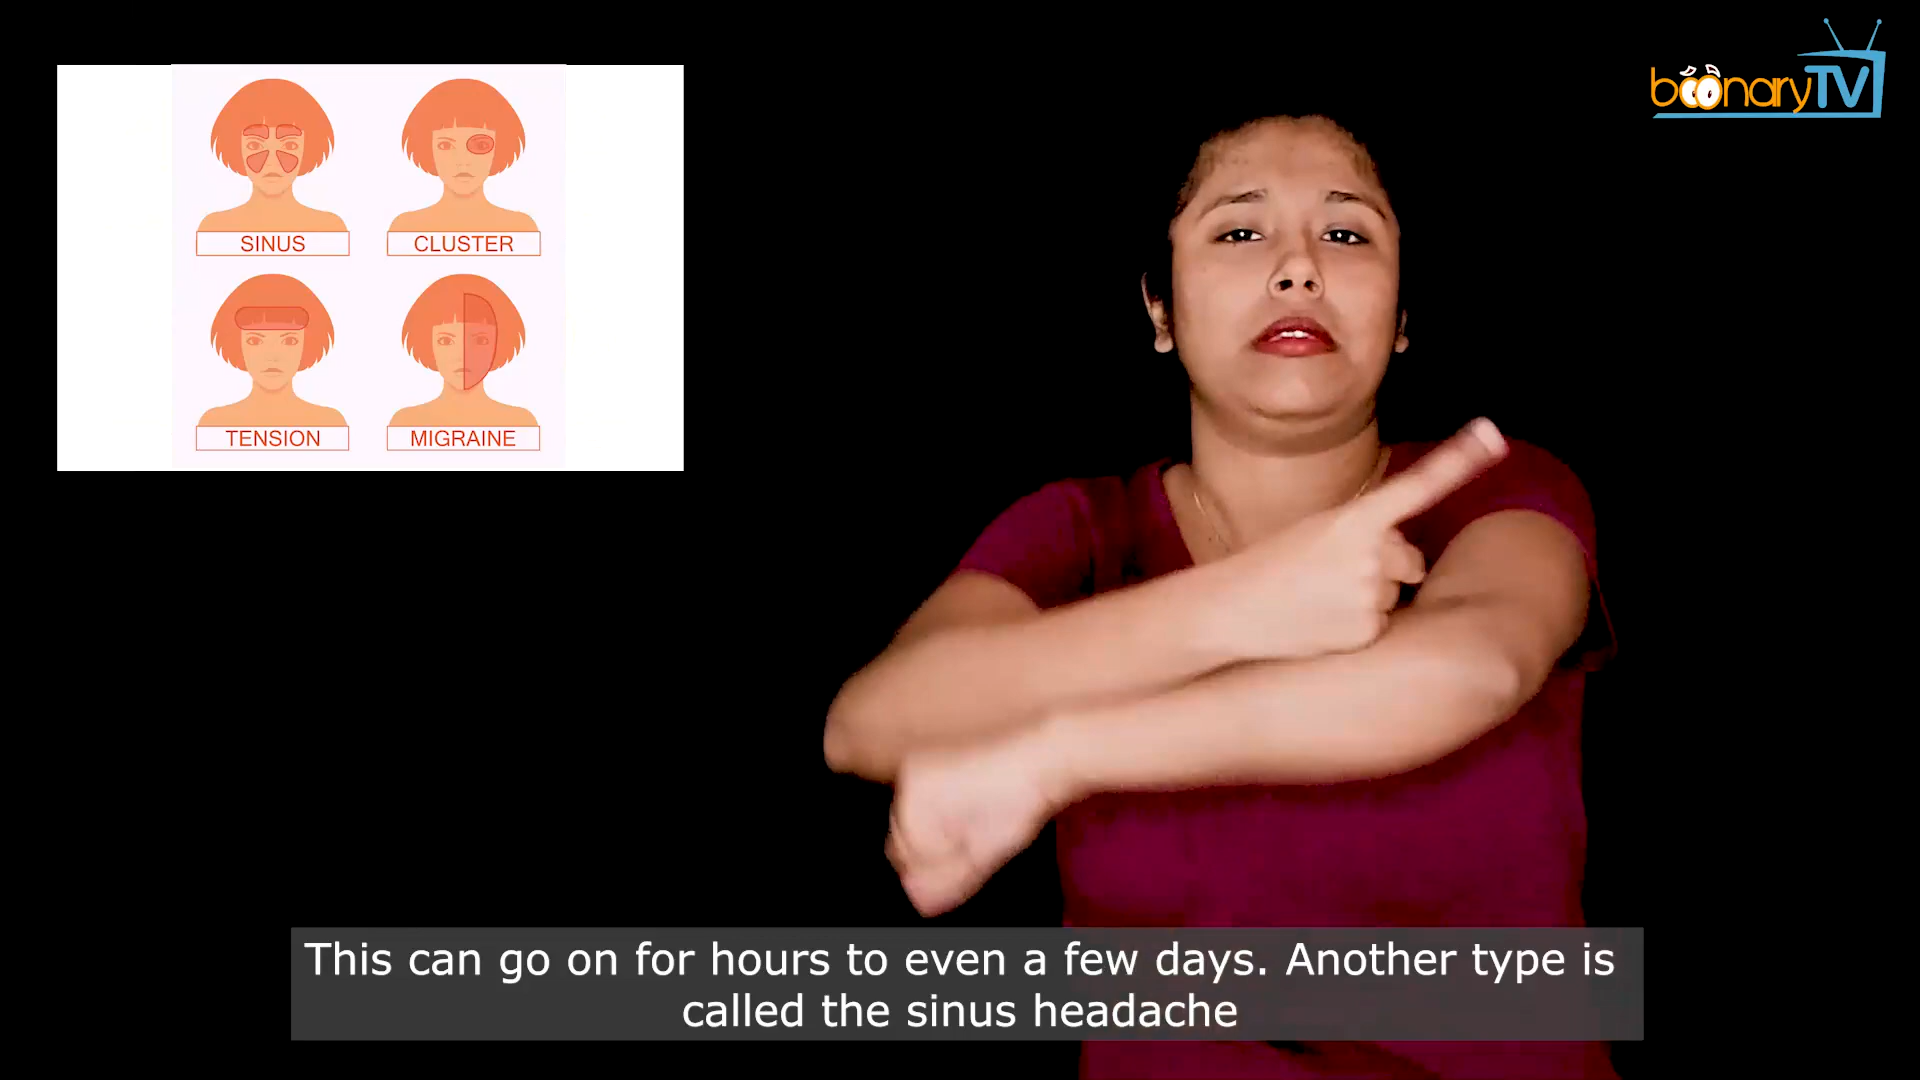 boonaryTV
SINUS
CLUSTER
TENSION
MIGRAINE
This can go on for hours to even a few days. Another type is
called the sinus headache